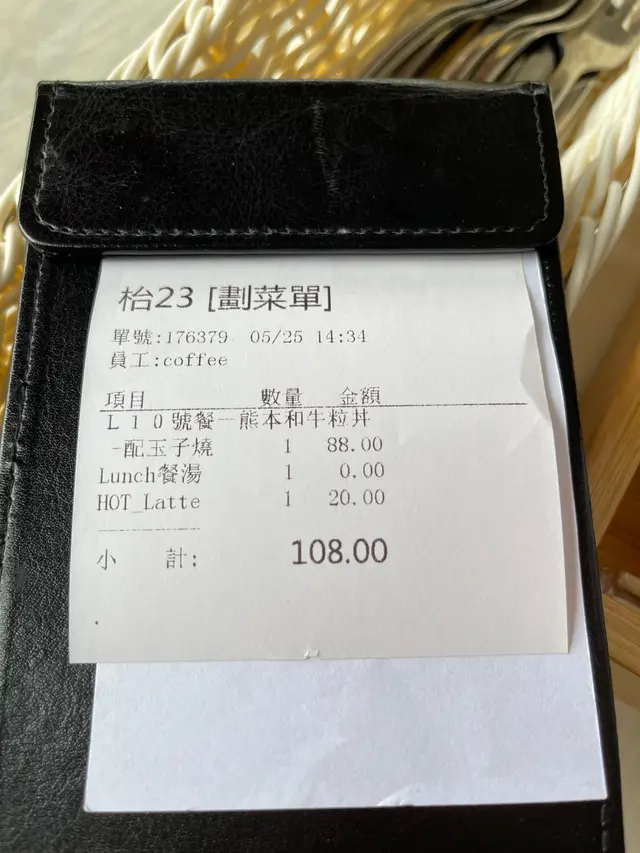 枱23 [劃菜單]
單號:176379 05/25 14:34
員工:coffee
項目 數量 金額
L10號餐－熊本和牛粒丼
-配玉子燒 1 88.00
Lunch餐湯 1 0.00
HOT_Latte 1 20.00
小 計: 108.00